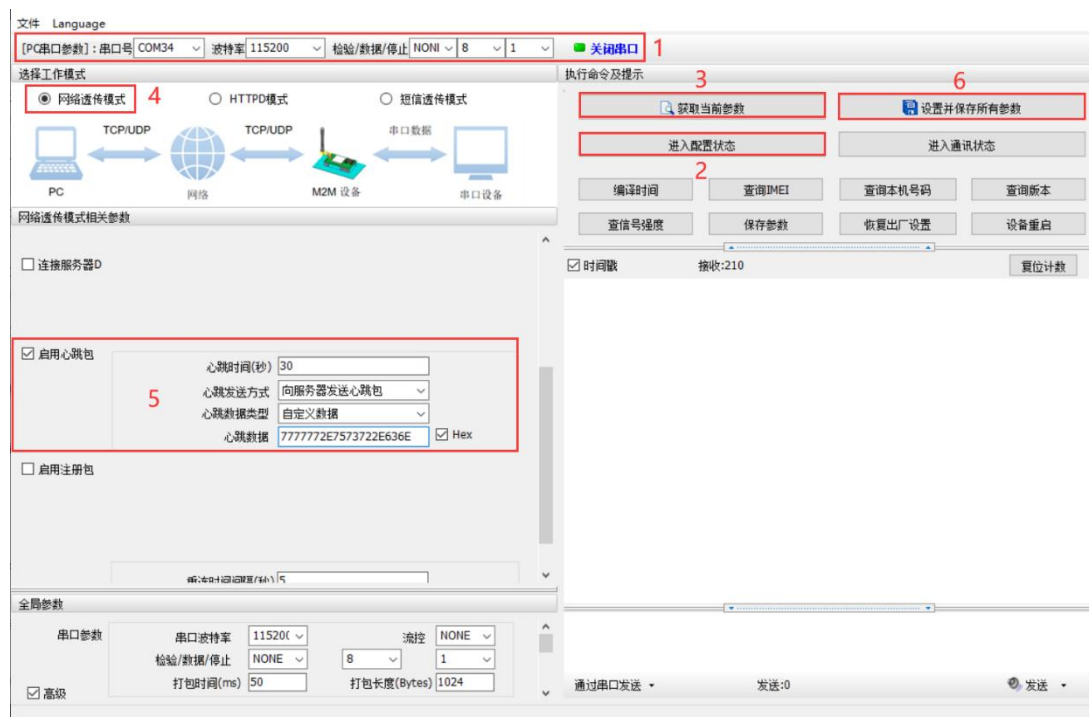 文件 Language
[PC串口参数]：串口号 COM34 波特率 115200 检验/数据/停止 NONI 8 1 关闭串口 1
选择工作模式
网络透传模式 4 HTTPD模式 短信透传模式
TCP/UDP TCP/UDP 串口数据
PC 网络 M2M 设备 串口设备
网络透传模式相关参数
连接服务器D
启用心跳包
心跳时间(秒) 30
5 心跳发送方式 向服务器发送心跳包
心跳数据类型 自定义数据
心跳数据 7777772E7573722E636E Hex
启用注册包
重连时间间隔(秒) 5
全局参数
串口参数 串口波特率 11520( 流控 NONE
检验/数据/停止 NONE 8 1
打包时间(ms) 50 打包长度(Bytes) 1024
高级
执行命令及提示
3 6
获取当前参数 设置并保存所有参数
进入配置状态 进入通讯状态
2
编译时间 查询IMEI 查询本机号码 查询版本
查信号强度 保存参数 恢复出厂设置 设备重启
时间戳 接收:210 复位计数
通过串口发送 发送:0 发送